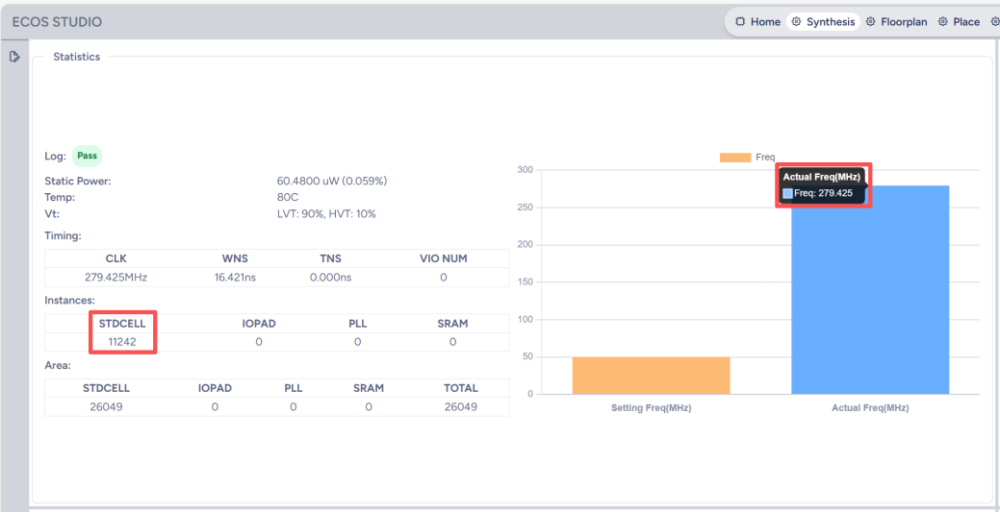 ECOS STUDIO
Home Synthesis Floorplan Place
Statistics
Log: Pass
Static Power: 60.4800 uW (0.059%)
Temp: 80C
Vt: LVT: 90%, HVT: 10%
Timing:
CLK WNS TNS VIO NUM
279.425MHz 16.421ns 0.000ns 0
Instances:
STDCELL IOPAD PLL SRAM
11242 0 0 0
Area:
STDCELL IOPAD PLL SRAM TOTAL
26049 0 0 0 26049
Freq
Actual Freq(MHz)
Freq: 279.425
300
250
200
150
100
50
0
Setting Freq(MHz) Actual Freq(MHz)